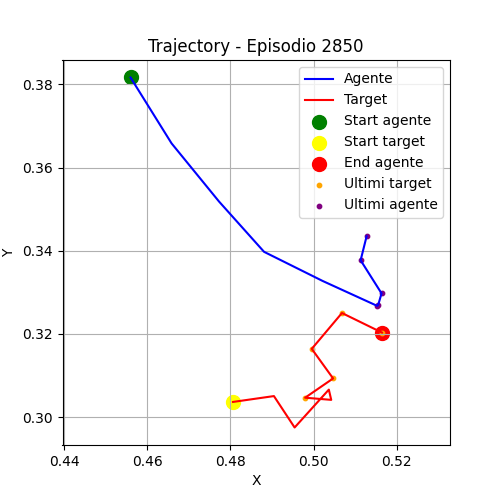 Trajectory - Episodio 2850
Agente
Target
Start agente
Start target
End agente
Ultimi target
Ultimi agente
Y
0.38
0.36
0.34
0.32
0.30
0.44
0.46
0.48
0.50
0.52
X